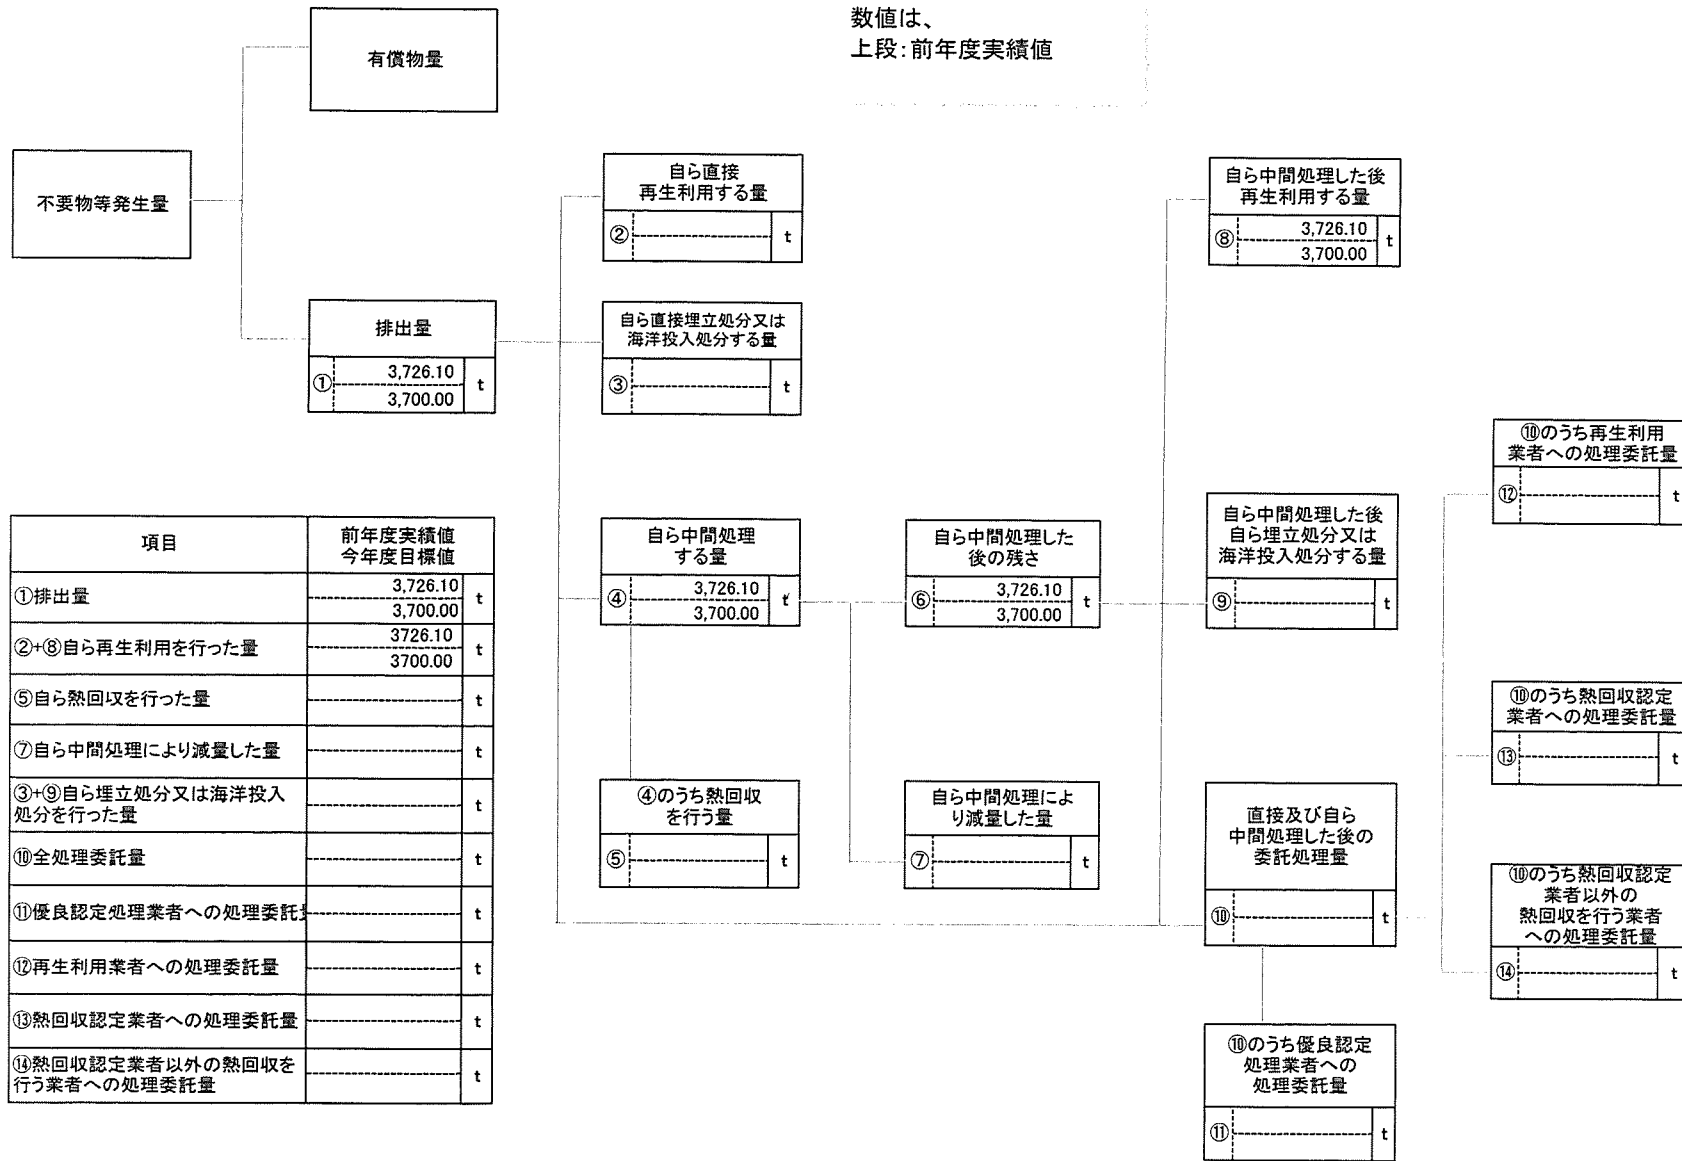 数値は、
上段：前年度実績値
有償物量
不要物等発生量
排出量
① 3,726.10 t
3,700.00
自ら直接
再生利用する量
② t
自ら直接埋立処分又は
海洋投入処分する量
③ t
自ら中間処理した後
再生利用する量
⑧ 3,726.10 t
3,700.00
自ら中間処理
する量
④ 3,726.10 t
3,700.00
自ら中間処理した
後の残さ
⑥ 3,726.10 t
3,700.00
自ら中間処理した後
自ら埋立処分又は
海洋投入処分する量
⑨ t
④のうち熱回収
を行う量
⑤ t
自ら中間処理によ
り減量した量
⑦ t
直接及び自ら
中間処理した後の
委託処理量
⑩ t
⑩のうち優良認定
処理業者への
処理委託量
⑪ t
⑩のうち再生利用
業者への処理委託量
⑫ t
⑩のうち熱回収認定
業者への処理委託量
⑬ t
⑩のうち熱回収認定
業者以外の
熱回収を行う業者
への処理委託量
⑭ t
項目 前年度実績値
今年度目標値
①排出量 3,726.10 t
3,700.00
②+⑧自ら再生利用を行った量 3726.10 t
3700.00
⑤自ら熱回収を行った量 t
⑦自ら中間処理により減量した量 t
③+⑨自ら埋立処分又は海洋投入
処分を行った量 t
⑩全処理委託量 t
⑪優良認定処理業者への処理委託 t
⑫再生利用業者への処理委託量 t
⑬熱回収認定業者への処理委託量 t
⑭熱回収認定業者以外の熱回収を
行う業者への処理委託量 t